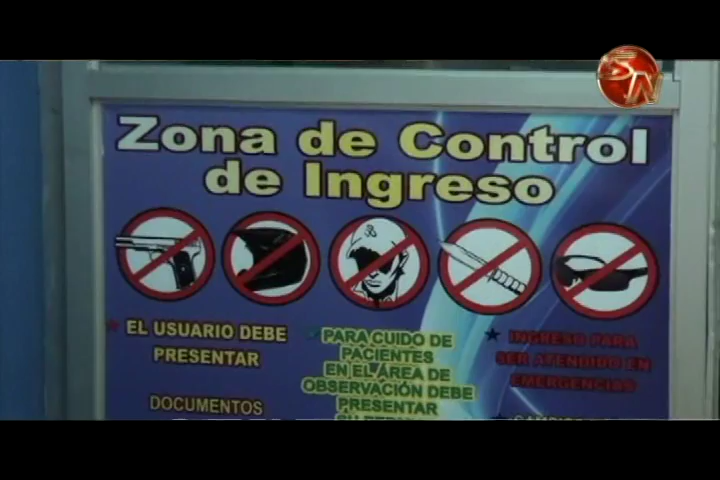 SN
Zona de Control
de Ingreso
EL USUARIO DEBE
PRESENTAR
DOCUMENTOS
PARA CUIDO DE
PACIENTES
EN EL ÁREA DE
OBSERVACIÓN DEBE
PRESENTAR
INGRESO PARA
SER ATENDIDO EN
EMERGENCIAS